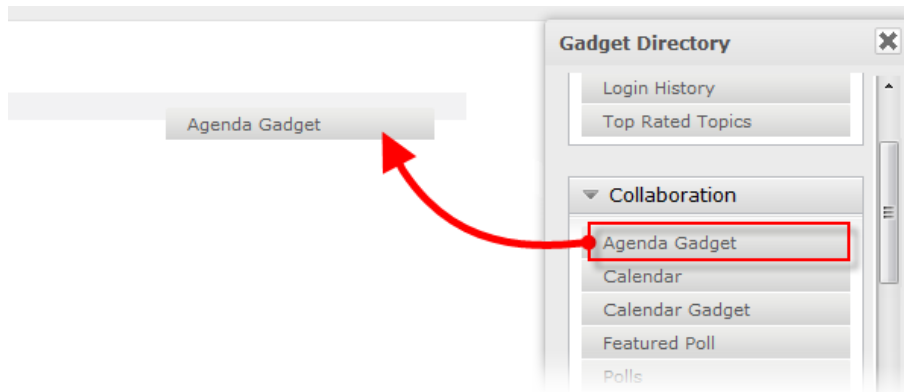 Gadget Directory
Login History
Top Rated Topics
Agenda Gadget
Collaboration
Agenda Gadget
Calendar
Calendar Gadget
Featured Poll
Polls